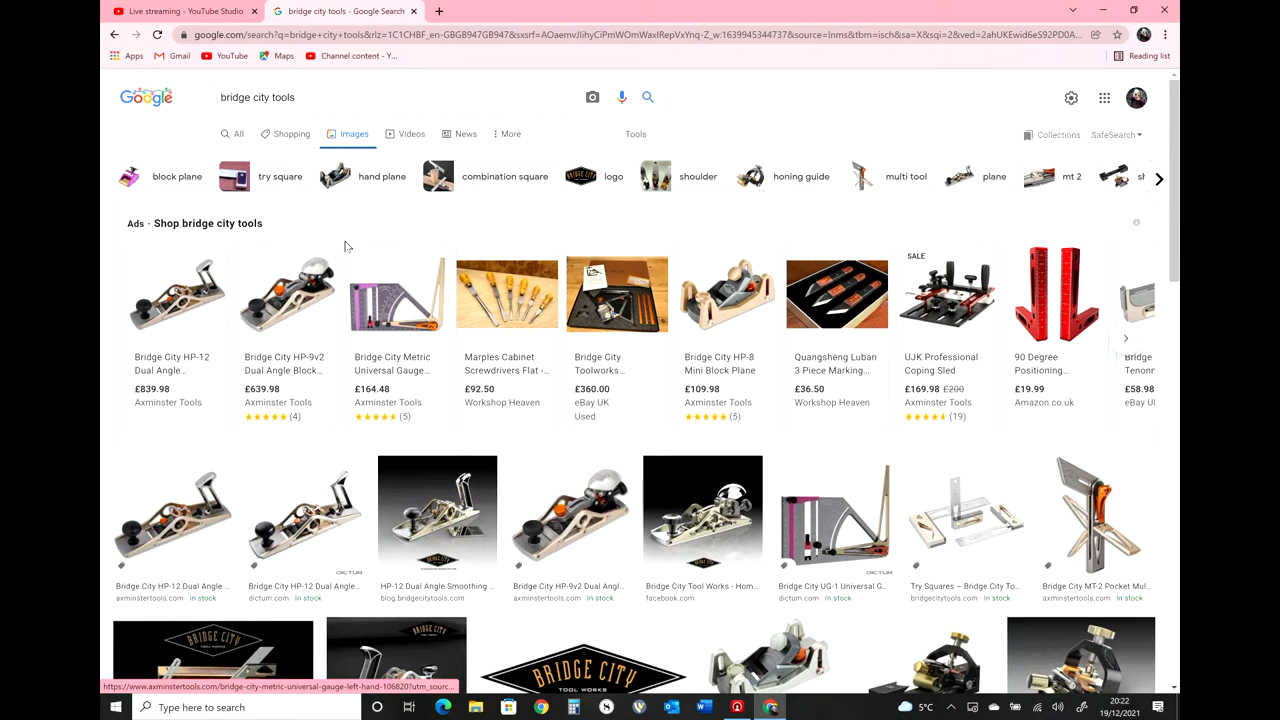 Live streaming - YouTube Studio
bridge city tools - Google Search
google.com/search?q=bridge+city+tools&rlz=1C1CHBF_en-GBGB947GB947&sxsrf=AOaemvJIihyCiPmWOmWaxIRepVxYnq-Z_w:1639945344737&source=lnms&tbm=isch&sa=X&sqi=2&ved=2ahUKEwid6eS92PD0A...
Apps Gmail YouTube Maps Channel content - Y... Reading list
Google bridge city tools
All Shopping Images Videos News More Tools Collections SafeSearch
block plane try square hand plane combination square logo shoulder honing guide multi tool plane mt 2 sh
Ads · Shop bridge city tools
SALE
Bridge City HP-12 Dual Angle...
£839.98
Axminster Tools
Bridge City HP-9v2 Dual Angle Block...
£639.98
Axminster Tools
(4)
Bridge City Metric Universal Gauge...
£164.48
Axminster Tools
(5)
Marples Cabinet Screwdrivers Flat -...
£92.50
Workshop Heaven
Bridge City Toolworks...
£360.00
eBay UK
Used
Bridge City HP-8 Mini Block Plane
£109.98
Axminster Tools
(5)
Quangsheng Luban 3 Piece Marking...
£36.50
Workshop Heaven
UJK Professional Coping Sled
£169.98 £200
Axminster Tools
(19)
90 Degree Positioning...
£19.99
Amazon.co.uk
Bridge Tenon
£58.98
eBay U
Bridge City HP-12 Dual Angle ...
axminstertools.com In stock
Bridge City HP-12 Dual Angle...
dictum.com In stock
HP-12 Dual Angle Smoothing ...
blog.bridgecitytools.com
Bridge City HP-9v2 Dual Angl...
axminstertools.com In stock
Bridge City Tool Works - Hom...
facebook.com
Bridge City UG-1 Universal G...
dictum.com In stock
Try Squares – Bridge City To...
bridgecitytools.com In stock
Bridge City MT-2 Pocket Mul...
axminstertools.com In stock
BRIDGE CITY
BRIDGE CITY
BRIDGE CITY
TOOL WORKS
https://www.axminstertools.com/bridge-city-metric-universal-gauge-left-hand-106820?utm_sourc...
Type here to search
5°C
20:22
19/12/2021